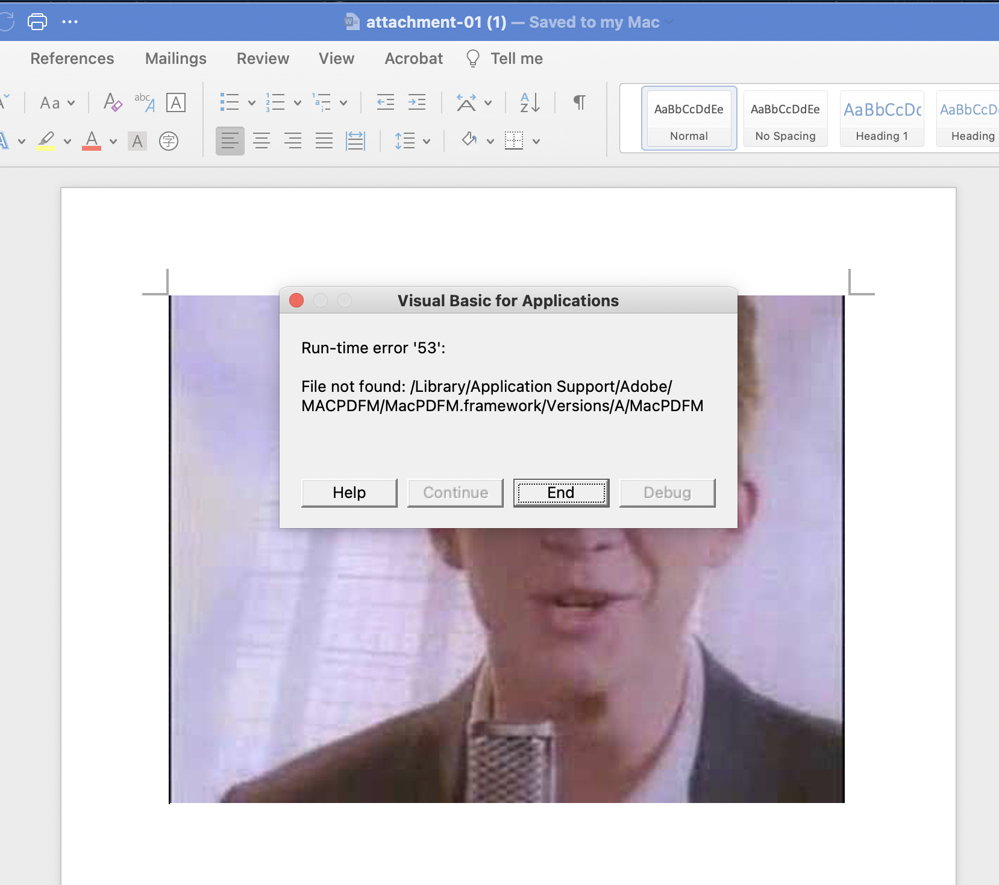 attachment-01 (1) — Saved to my Mac
References Mailings Review View Acrobat Tell me
Aa abc A A
AaBbCcDdEe AaBbCcDdEe AaBbCcDc AaBbCcD
Normal No Spacing Heading 1 Heading
A A A 字
Visual Basic for Applications
Run-time error '53':
File not found: /Library/Application Support/Adobe/
MACPDFM/MacPDFM.framework/Versions/A/MacPDFM
Help Continue End Debug